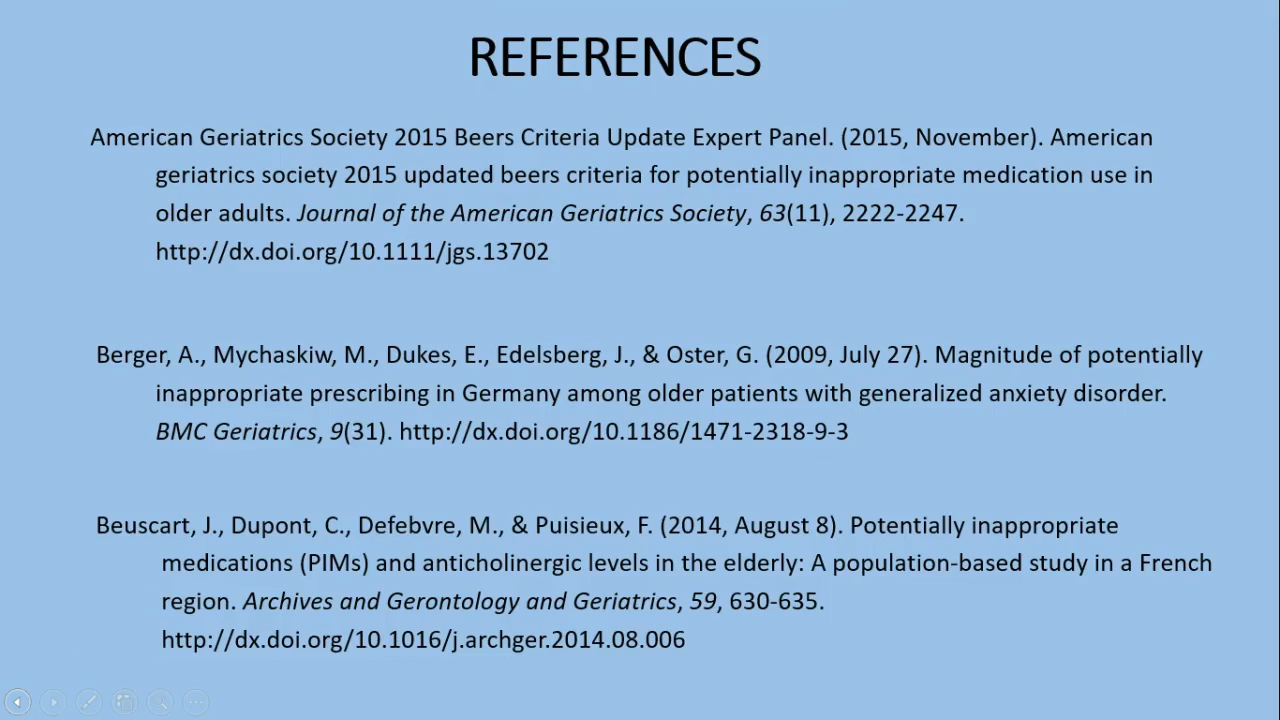 REFERENCES
American Geriatrics Society 2015 Beers Criteria Update Expert Panel. (2015, November). American
geriatrics society 2015 updated beers criteria for potentially inappropriate medication use in
older adults. Journal of the American Geriatrics Society, 63(11), 2222-2247.
http://dx.doi.org/10.1111/jgs.13702
Berger, A., Mychaskiw, M., Dukes, E., Edelsberg, J., & Oster, G. (2009, July 27). Magnitude of potentially
inappropriate prescribing in Germany among older patients with generalized anxiety disorder.
BMC Geriatrics, 9(31). http://dx.doi.org/10.1186/1471-2318-9-3
Beuscart, J., Dupont, C., Defebvre, M., & Puisieux, F. (2014, August 8). Potentially inappropriate
medications (PIMs) and anticholinergic levels in the elderly: A population-based study in a French
region. Archives and Gerontology and Geriatrics, 59, 630-635.
http://dx.doi.org/10.1016/j.archger.2014.08.006